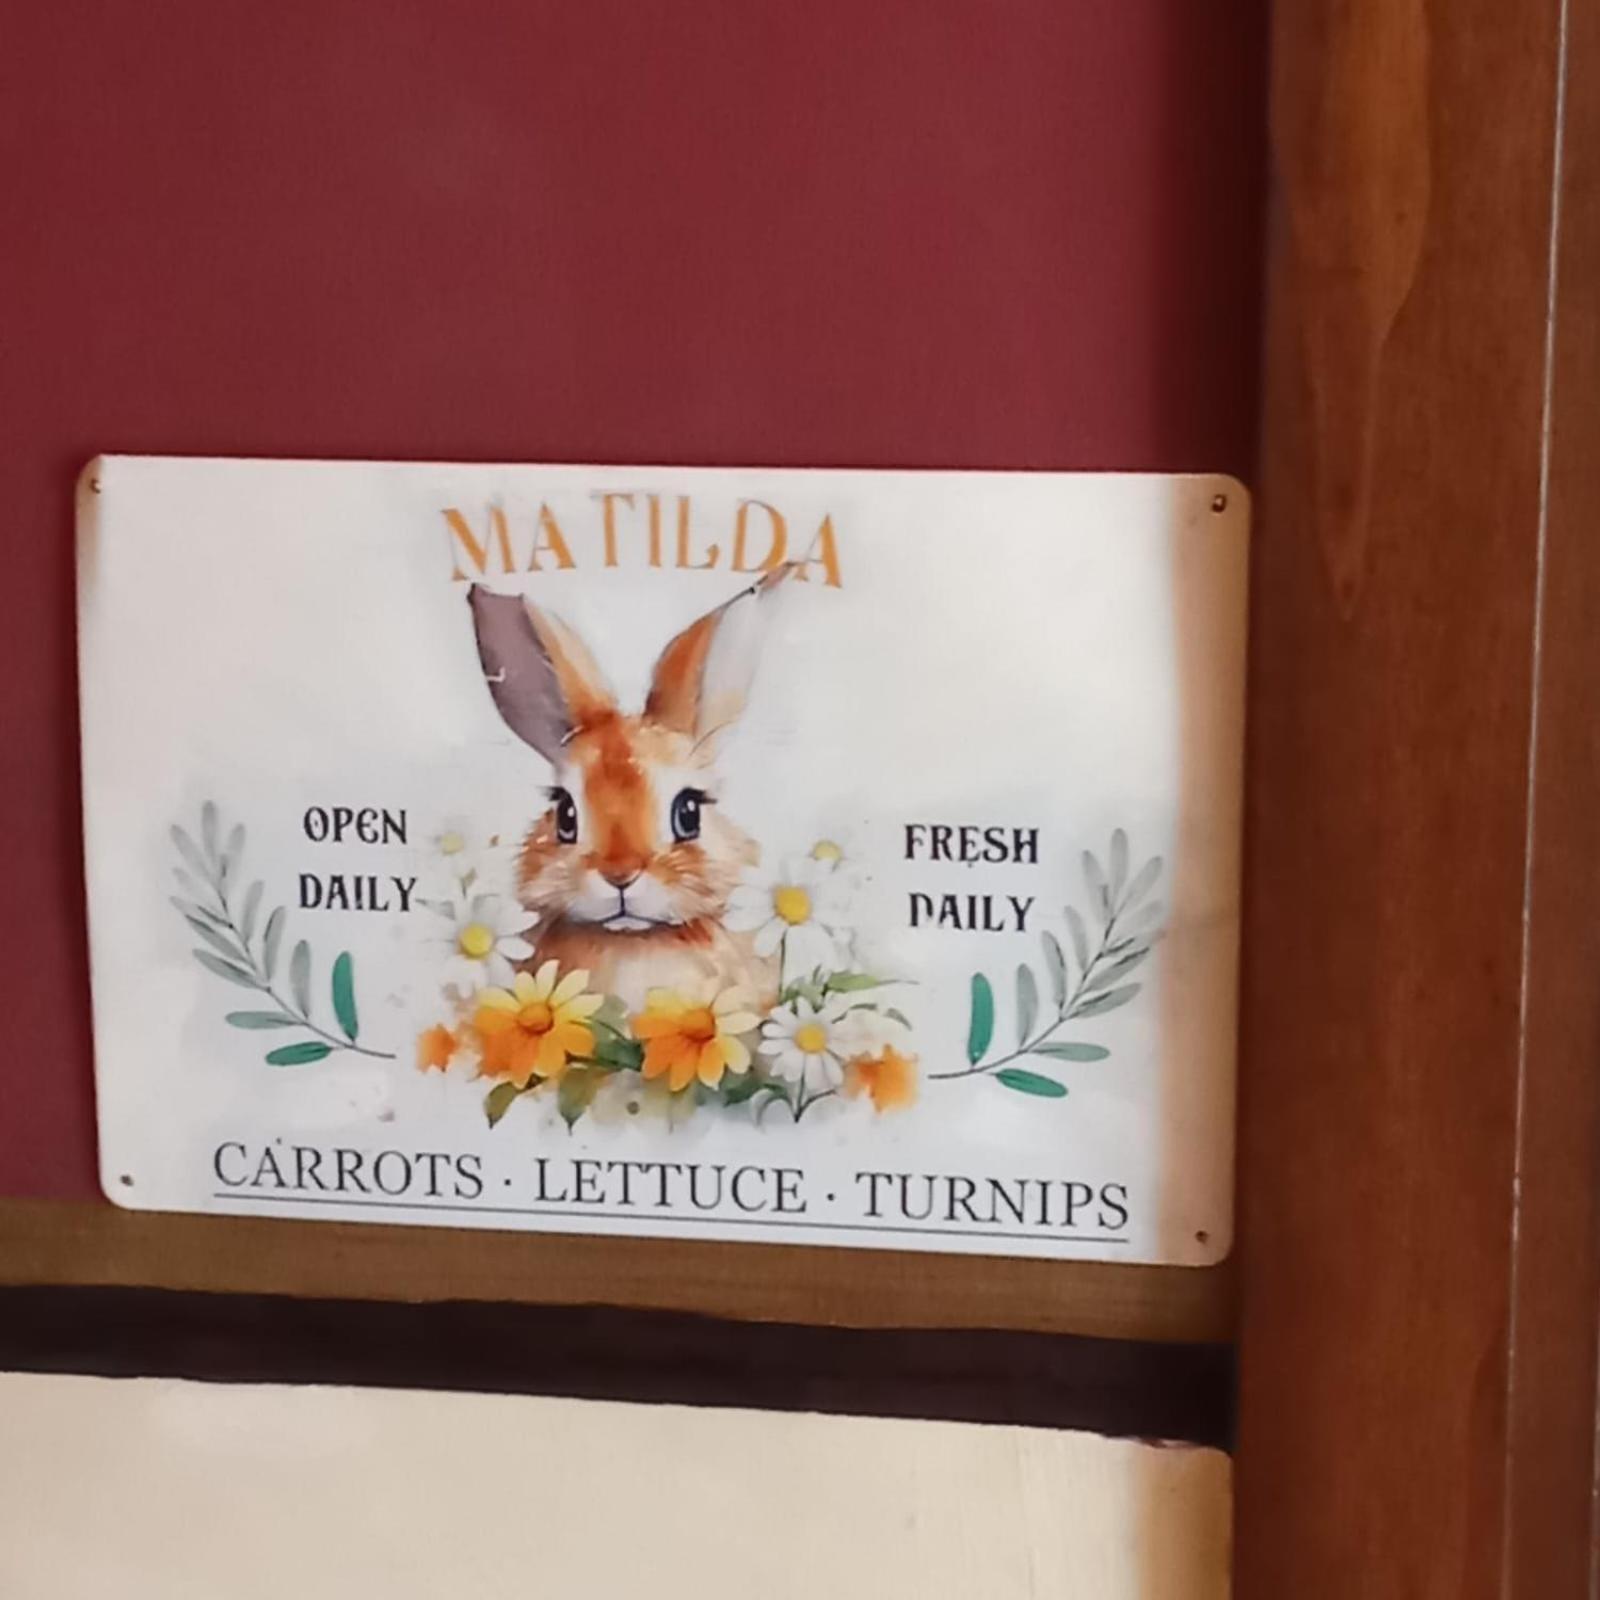 MATILDA
OPEN
DAILY
FRESH
DAILY
CARROTS · LETTUCE · TURNIPS